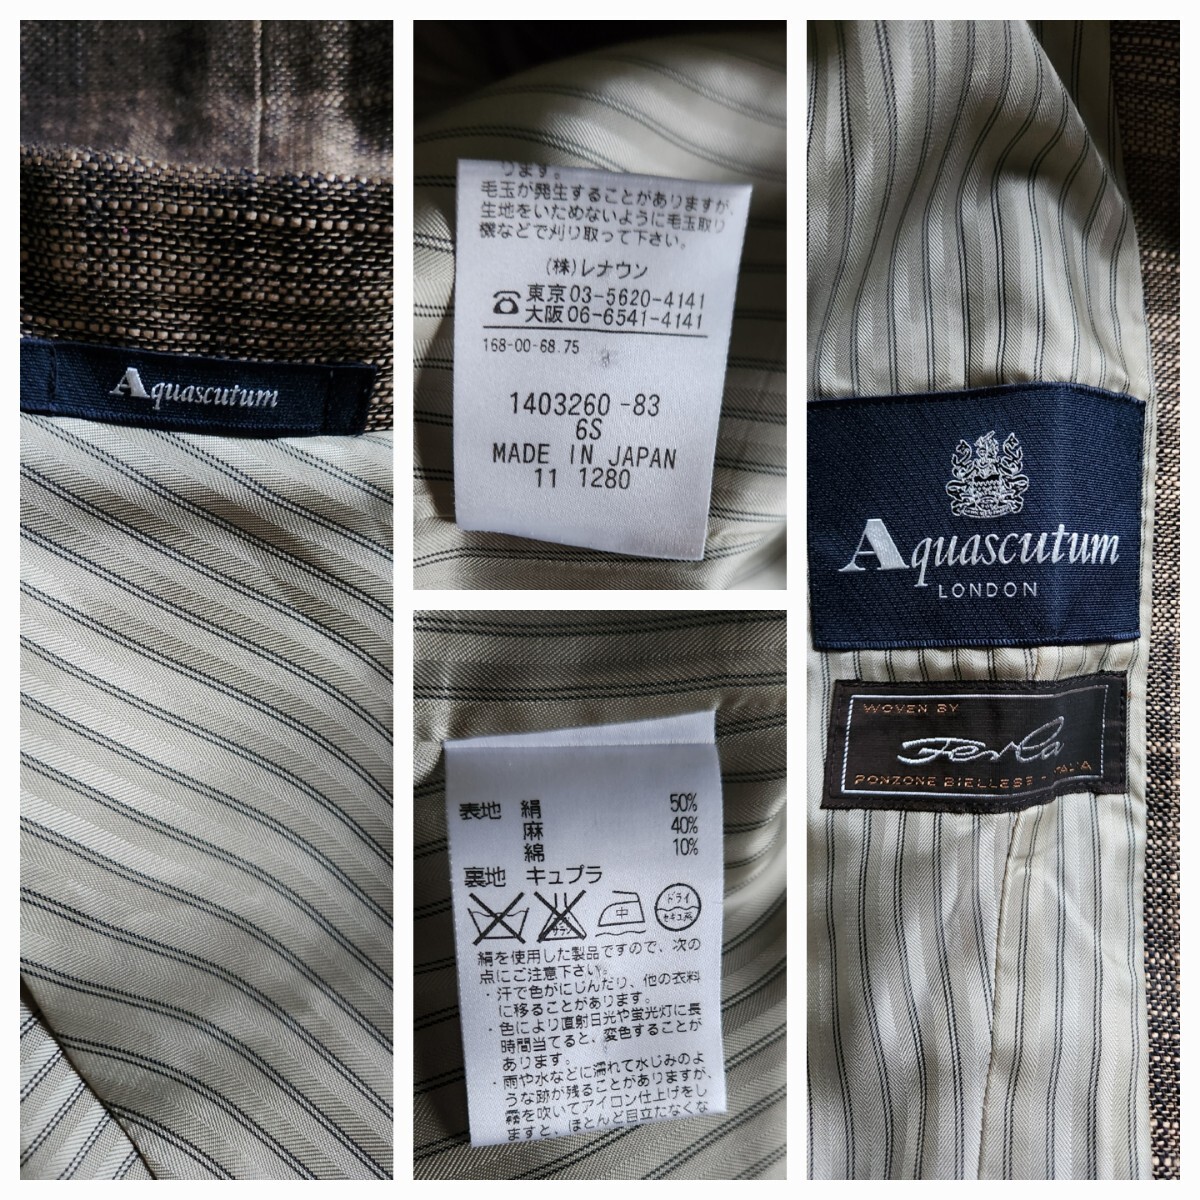 Aquascutum
ります。
毛玉が発生することがありますが、
生地をいためないように毛玉取り
機などで刈り取って下さい。
(株)レナウン
☎東京03-5620-4141
大阪06-6541-4141
168-00-68.75
1403260-83
6S
MADE IN JAPAN
11 1280
表地 絹 50%
麻 40%
綿 10%
裏地 キュプラ
中
ドライ
セキユ系
絹を使用した製品ですので、次の
点にご注意下さい。
・汗で色がにじんだり、他の衣料
に移ることがあります。
・色により直射日光や蛍光灯に長
時間当てると、変色することが
あります。
・雨や水などに濡れて水じみのよ
うな跡が残ることがありますが、
霧を吹いてアイロン仕上げをし
ますと、ほとんど目立たなくな
Aquascutum
LONDON
WOVEN BY
Ferla
PONZONE BIELLESE - ITALIA